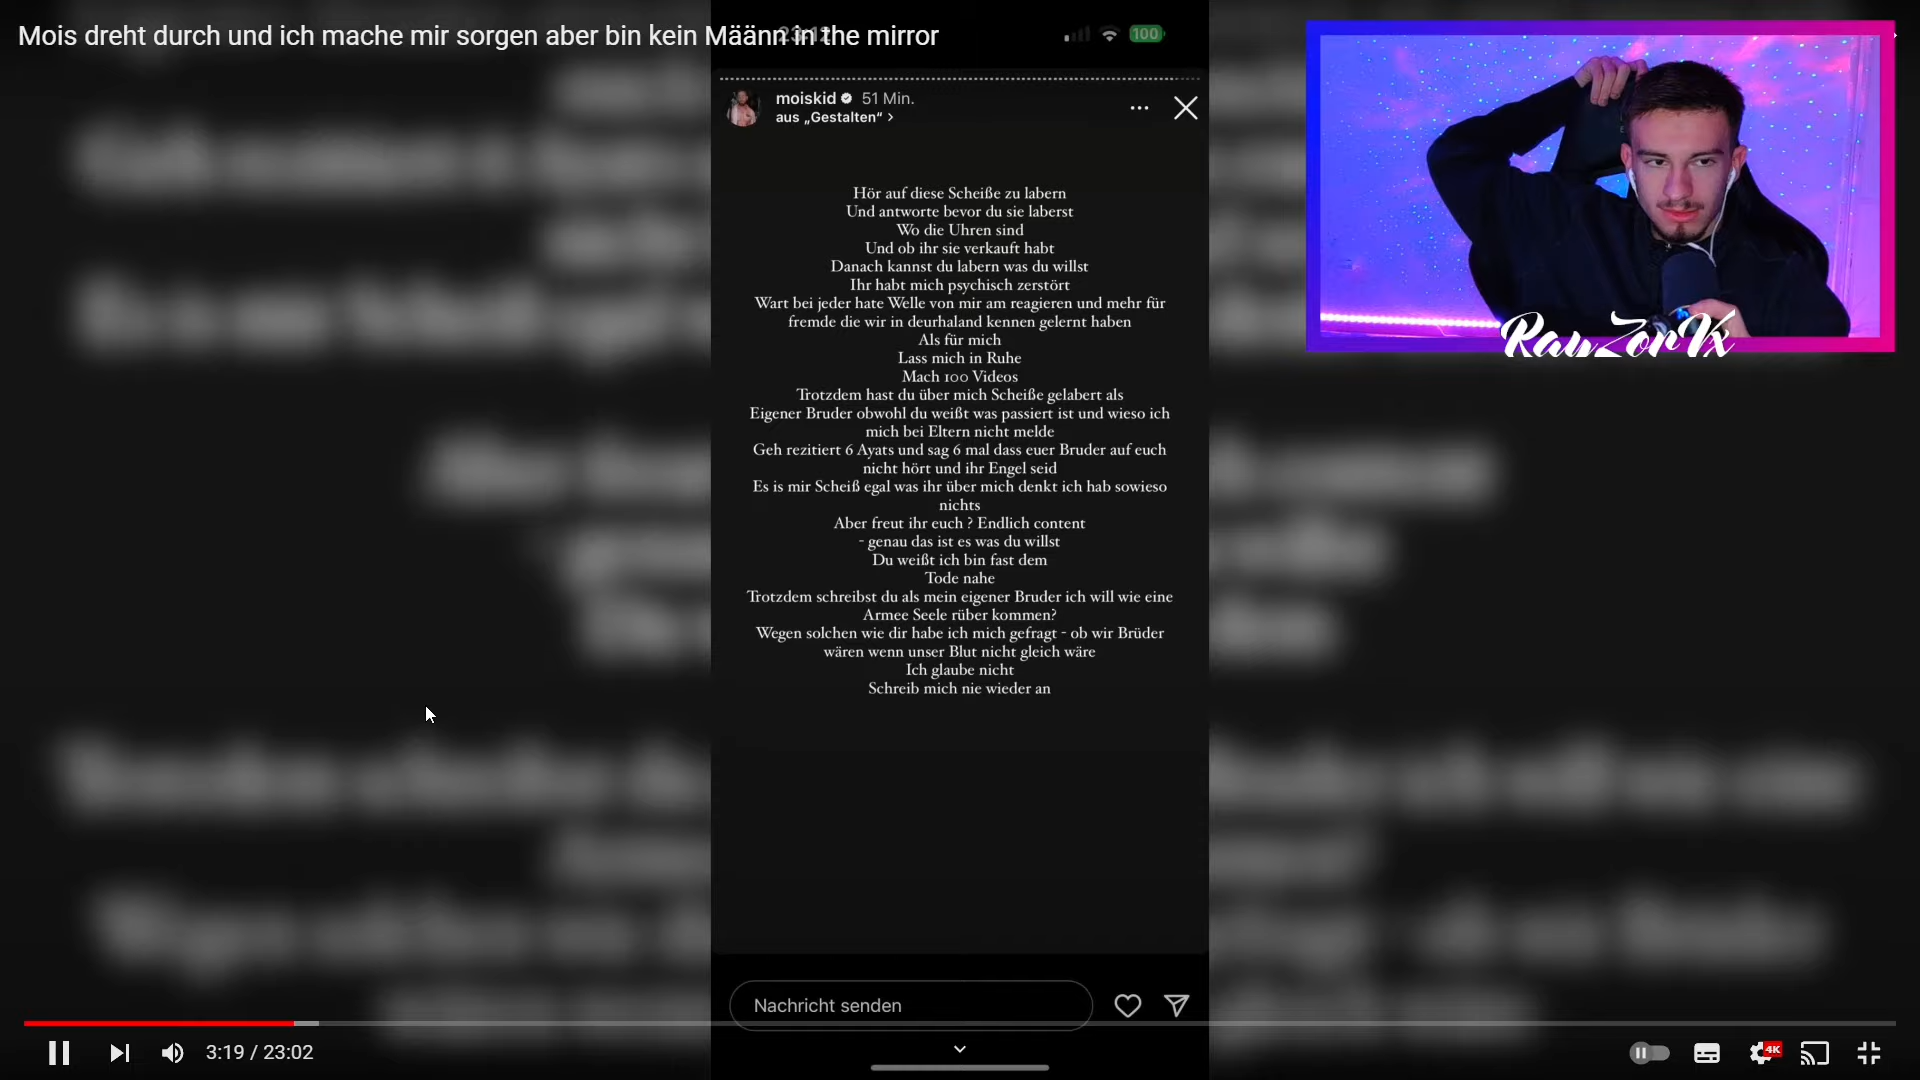 Mois dreht durch und ich mache mir sorgen aber bin kein Määnn in the mirror
100
moiskid 51 Min.
aus „Gestalten“ >
Hör auf diese Scheiße zu labern
Und antworte bevor du sie laberst
Wo die Uhren sind
Und ob ihr sie verkauft habt
Danach kannst du labern was du willst
Ihr habt mich psychisch zerstört
Wart bei jeder hate Welle von mir am reagieren und mehr für
fremde die wir in deurhaland kennen gelernt haben
Als für mich
Lass mich in Ruhe
Mach 100 Videos
Trotzdem hast du über mich Scheiße gelabert als
Eigener Bruder obwohl du weißt was passiert ist und wieso ich
mich bei Eltern nicht melde
Geh rezitiert 6 Ayats und sag 6 mal dass euer Bruder auf euch
nicht hört und ihr Engel seid
Es is mir Scheiß egal was ihr über mich denkt ich hab sowieso
nichts
Aber freut ihr euch ? Endlich content
- genau das ist es was du willst
Du weißt ich bin fast dem
Tode nahe
Trotzdem schreibst du als mein eigener Bruder ich will wie eine
Armee Seele rüber kommen?
Wegen solchen wie dir habe ich mich gefragt - ob wir Brüder
wären wenn unser Blut nicht gleich wäre
Ich glaube nicht
Schreib mich nie wieder an
RayZorIx
Nachricht senden
3:19 / 23:02
4K